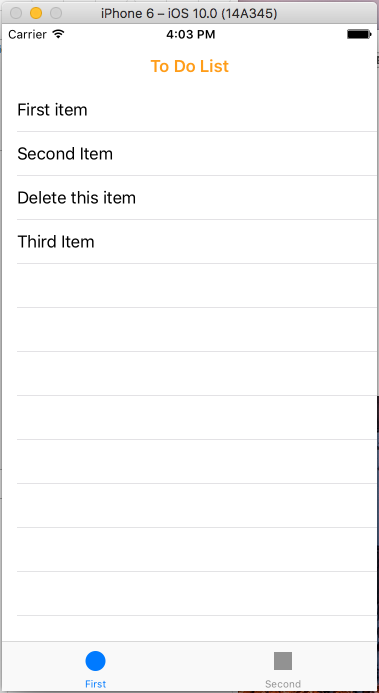 iPhone 6 – iOS 10.0 (14A345)
Carrier 4:03 PM
To Do List
First item
Second Item
Delete this item
Third Item
First Second